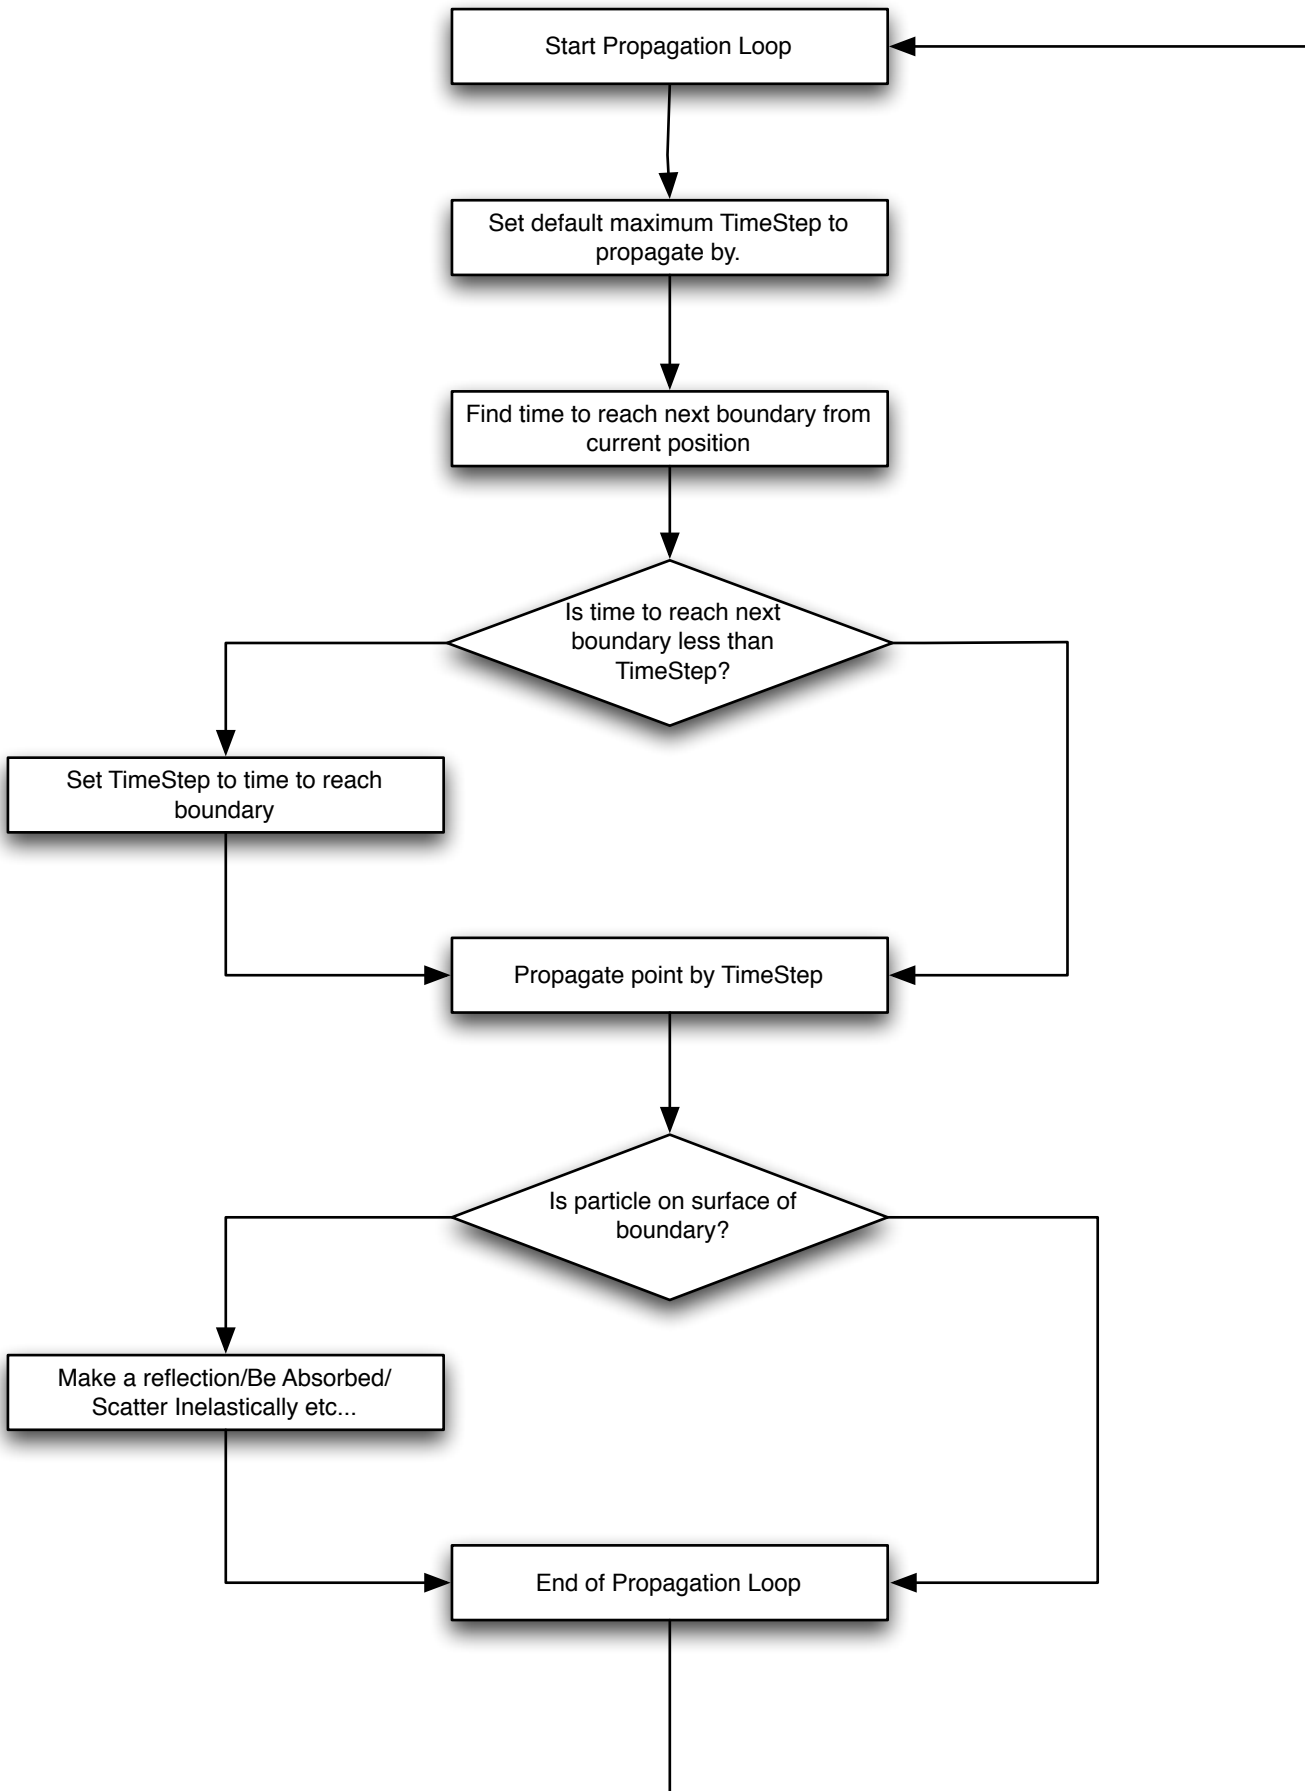 Start Propagation Loop
Set default maximum TimeStep to
propagate by.
Find time to reach next boundary from
current position
Is time to reach next
boundary less than
TimeStep?
Set TimeStep to time to reach
boundary
Propagate point by TimeStep
Is particle on surface of
boundary?
Make a reflection/Be Absorbed/
Scatter Inelastically etc...
End of Propagation Loop